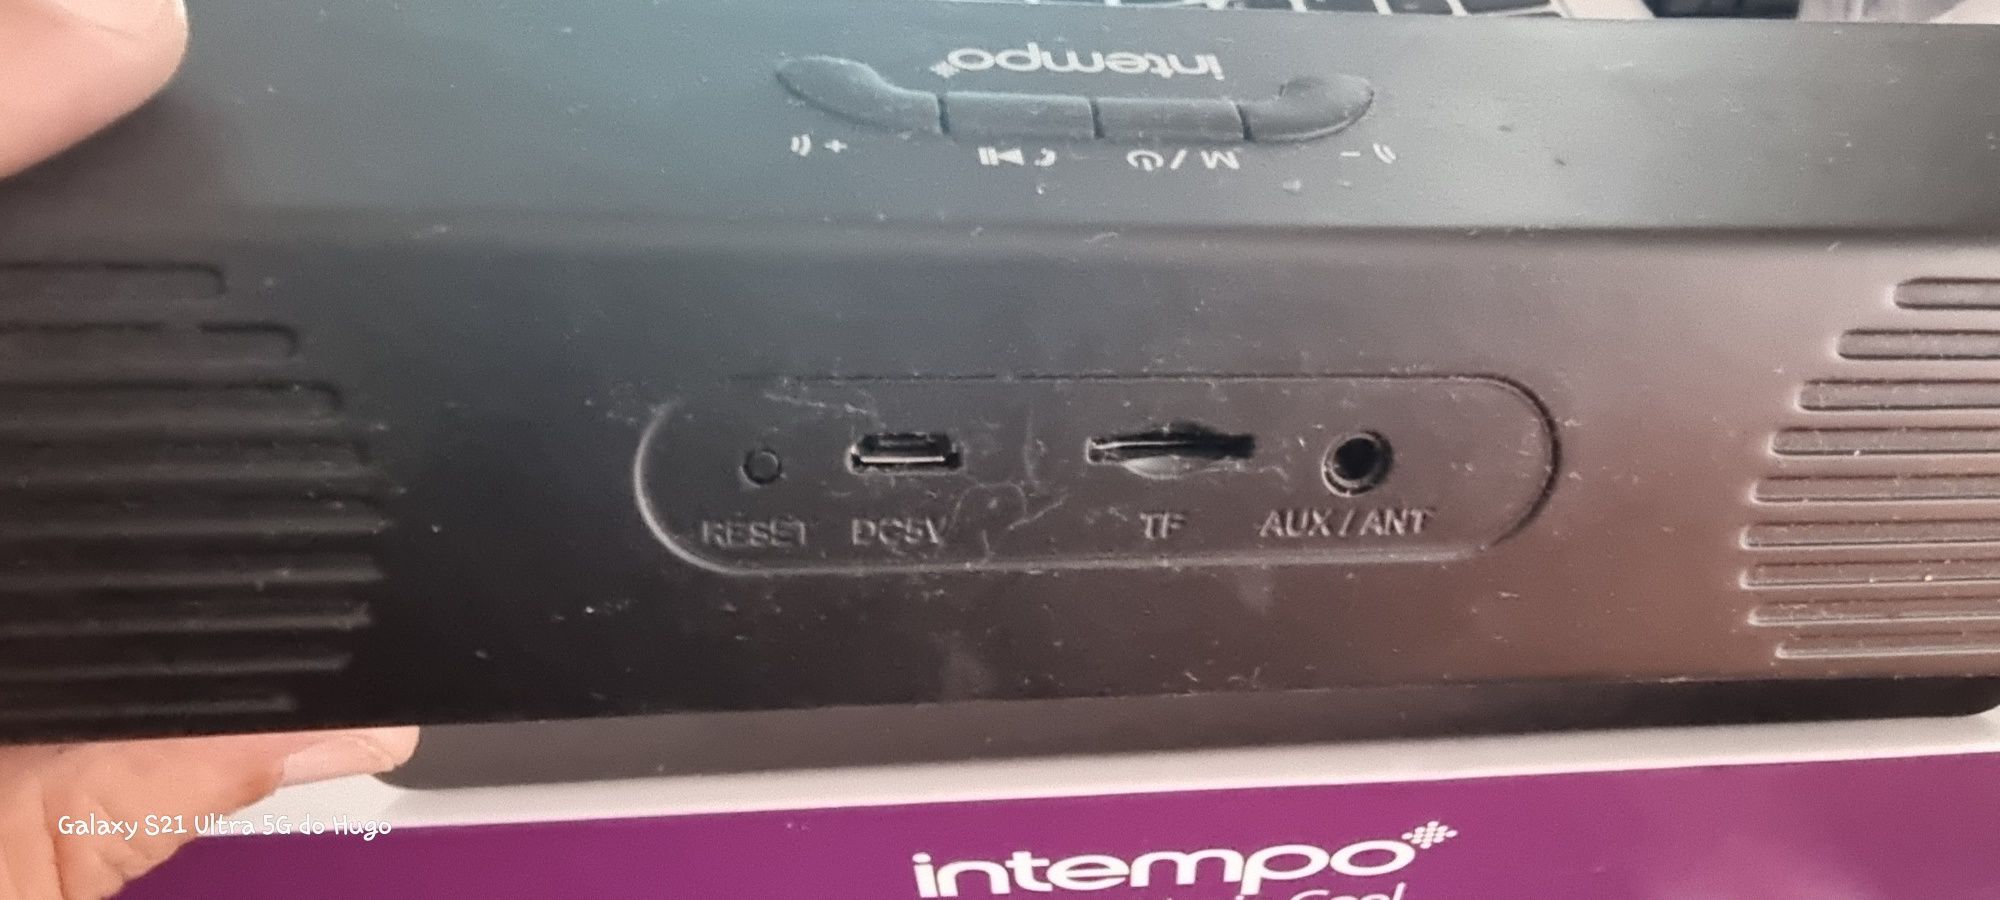 intempo
M / 
RESET DC5V TF AUX / ANT
Galaxy S21 Ultra 5G do Hugo
intempo